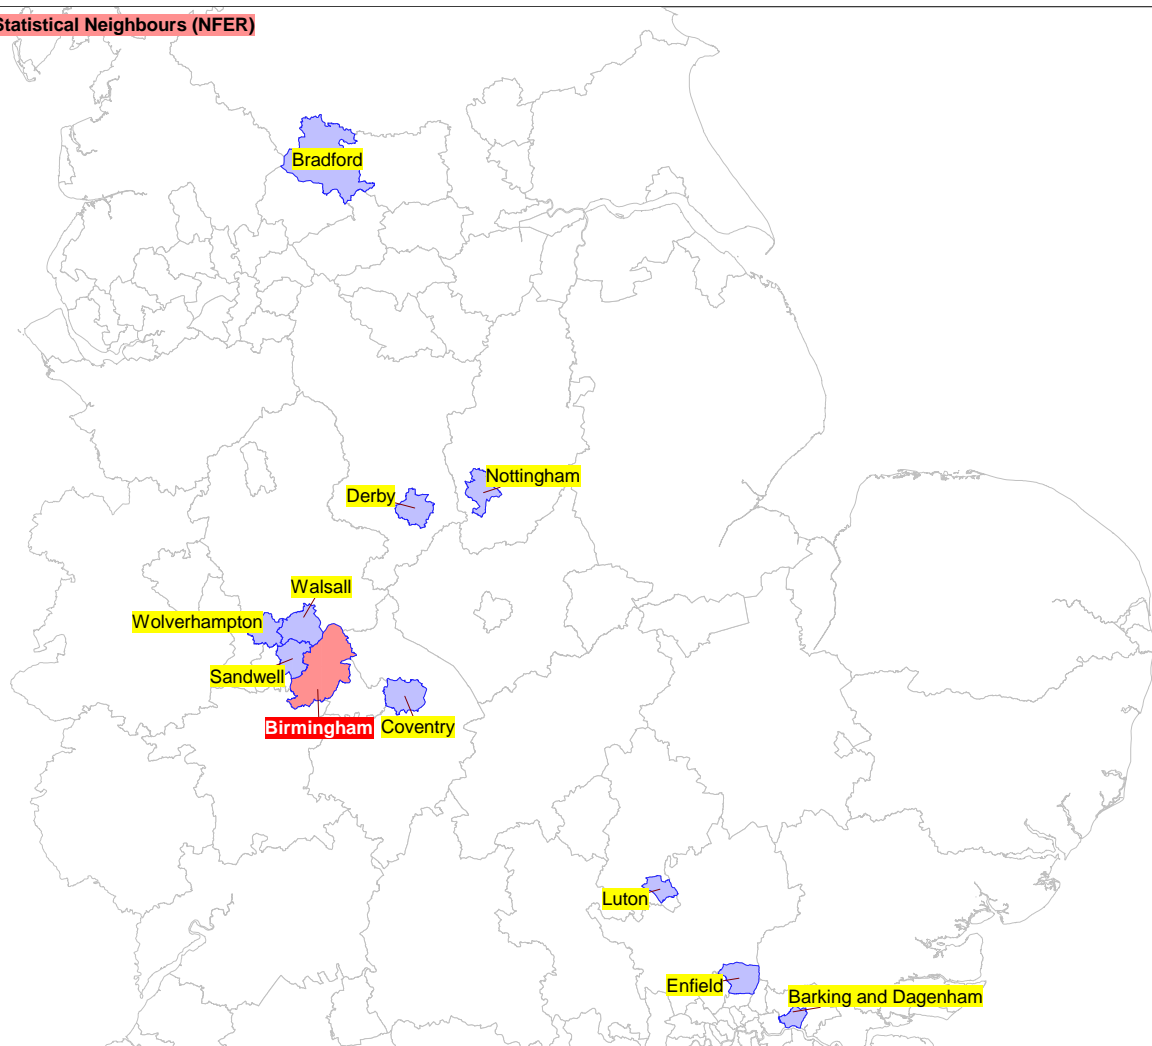 Statistical Neighbours (NFER)
Bradford
Nottingham
Derby
Walsall
Wolverhampton
Sandwell
Birmingham
Coventry
Luton
Enfield
Barking and Dagenham